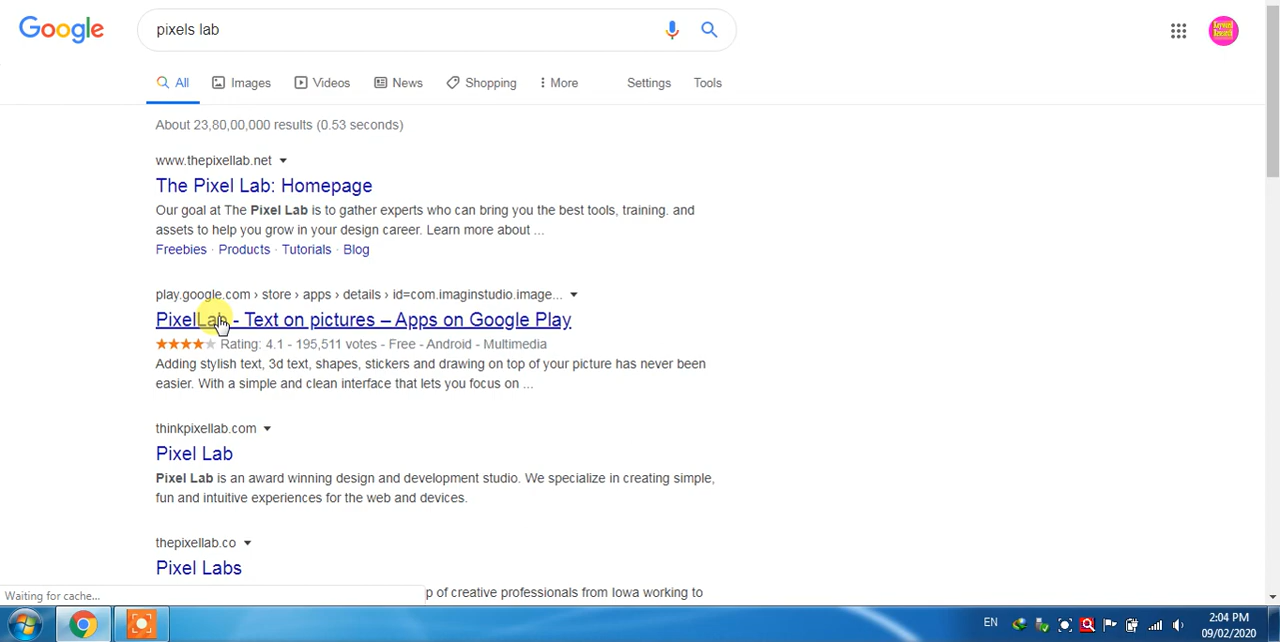 Google
pixels lab
All Images Videos News Shopping More Settings Tools
About 23,80,00,000 results (0.53 seconds)
www.thepixellab.net
The Pixel Lab: Homepage
Our goal at The Pixel Lab is to gather experts who can bring you the best tools, training. and
assets to help you grow in your design career. Learn more about ...
Freebies · Products · Tutorials · Blog
play.google.com › store › apps › details › id=com.imaginstudio.image...
PixelLab - Text on pictures – Apps on Google Play
Rating: 4.1 - 195,511 votes - Free - Android - Multimedia
Adding stylish text, 3d text, shapes, stickers and drawing on top of your picture has never been
easier. With a simple and clean interface that lets you focus on ...
thinkpixellab.com
Pixel Lab
Pixel Lab is an award winning design and development studio. We specialize in creating simple,
fun and intuitive experiences for the web and devices.
thepixellab.co
Pixel Labs
p of creative professionals from Iowa working to
Waiting for cache...
EN
2:04 PM
09/02/2020